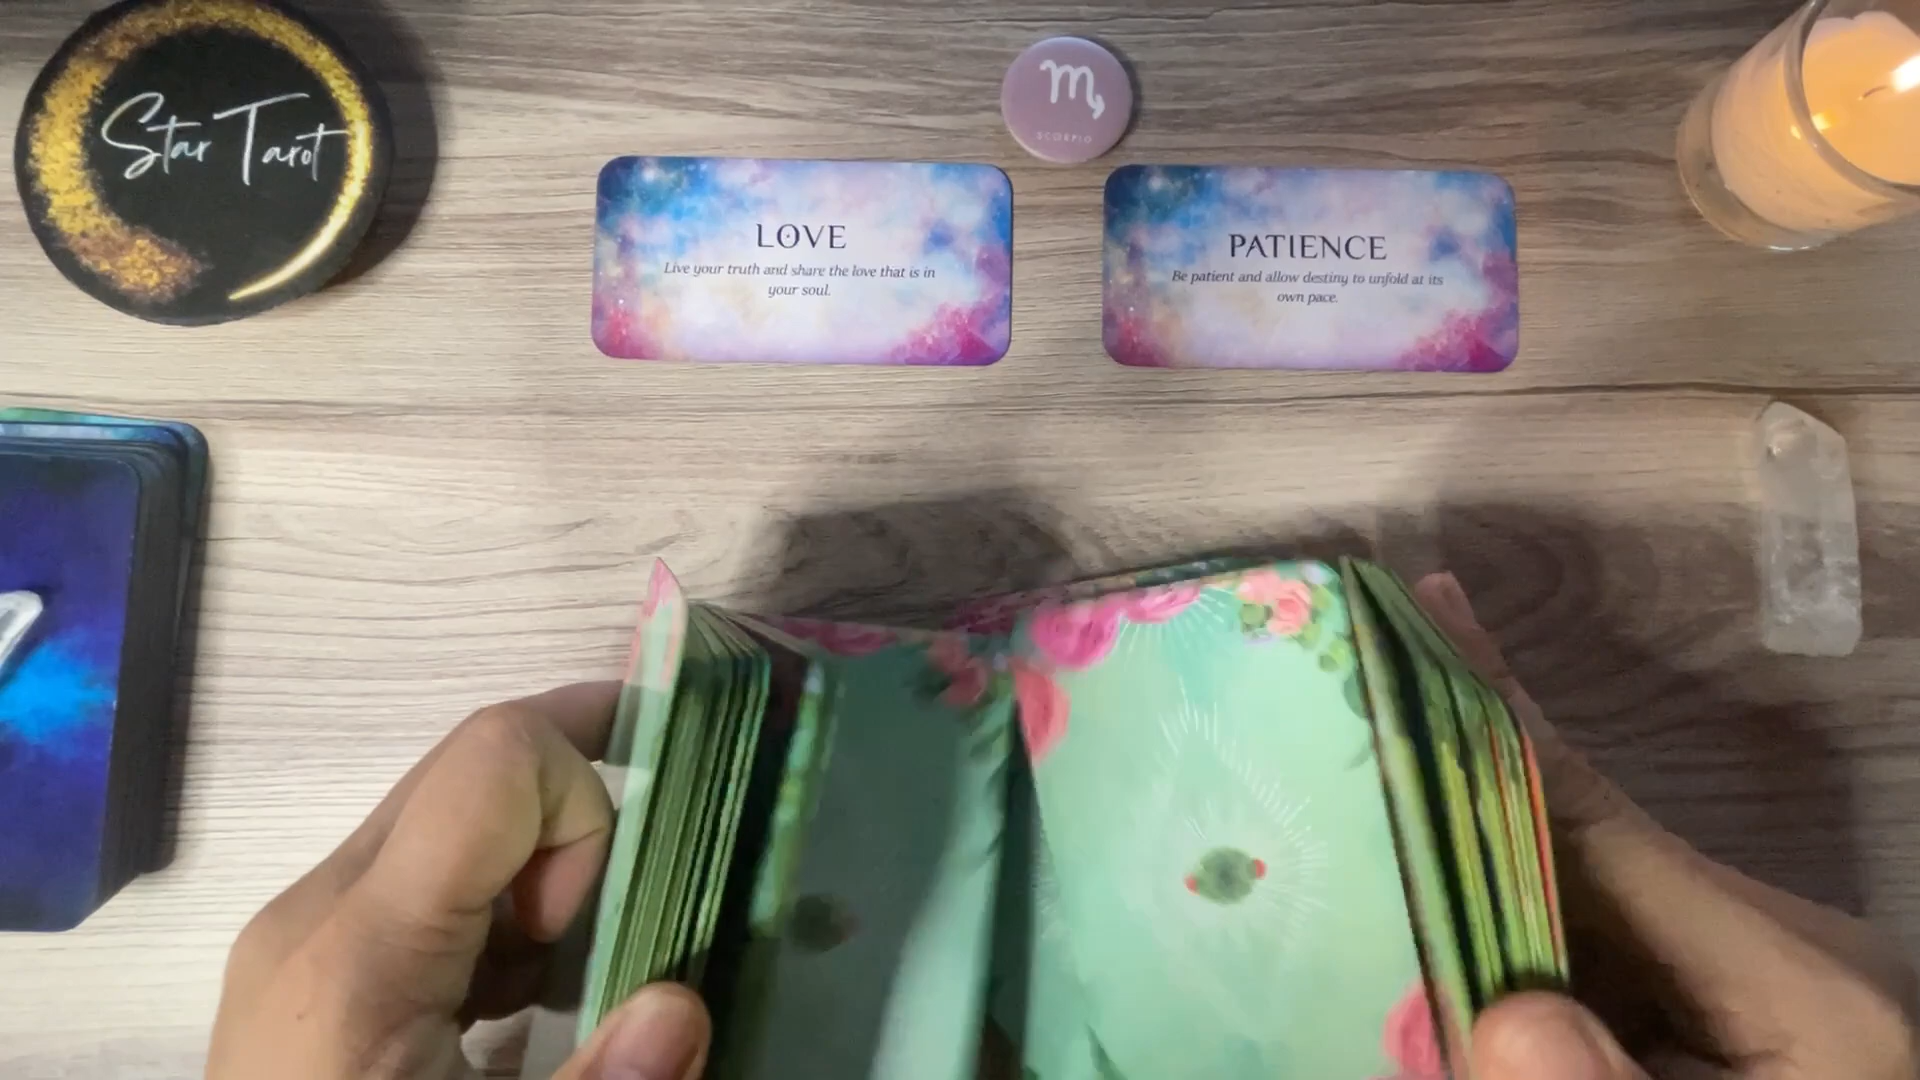 Star Tarot
SCORPIO
LOVE
Live your truth and share the love that is in
your soul.
PATIENCE
Be patient and allow destiny to unfold at its
own pace.